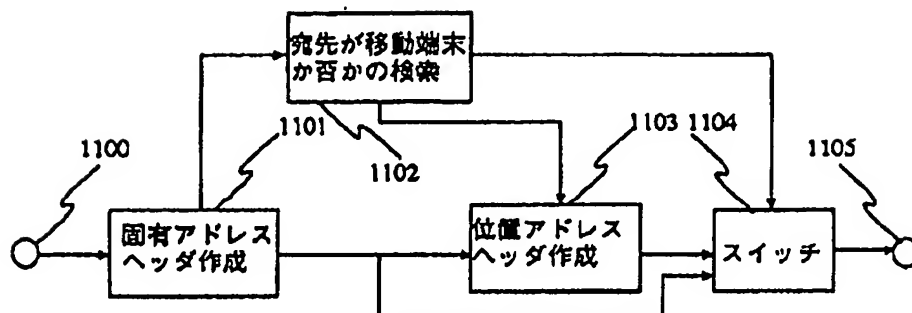 宛先が移動端末
か否かの検索
1100
1101
1102
1103 1104
1105
固有アドレス
ヘッダ作成
位置アドレス
ヘッダ作成
スイッチ